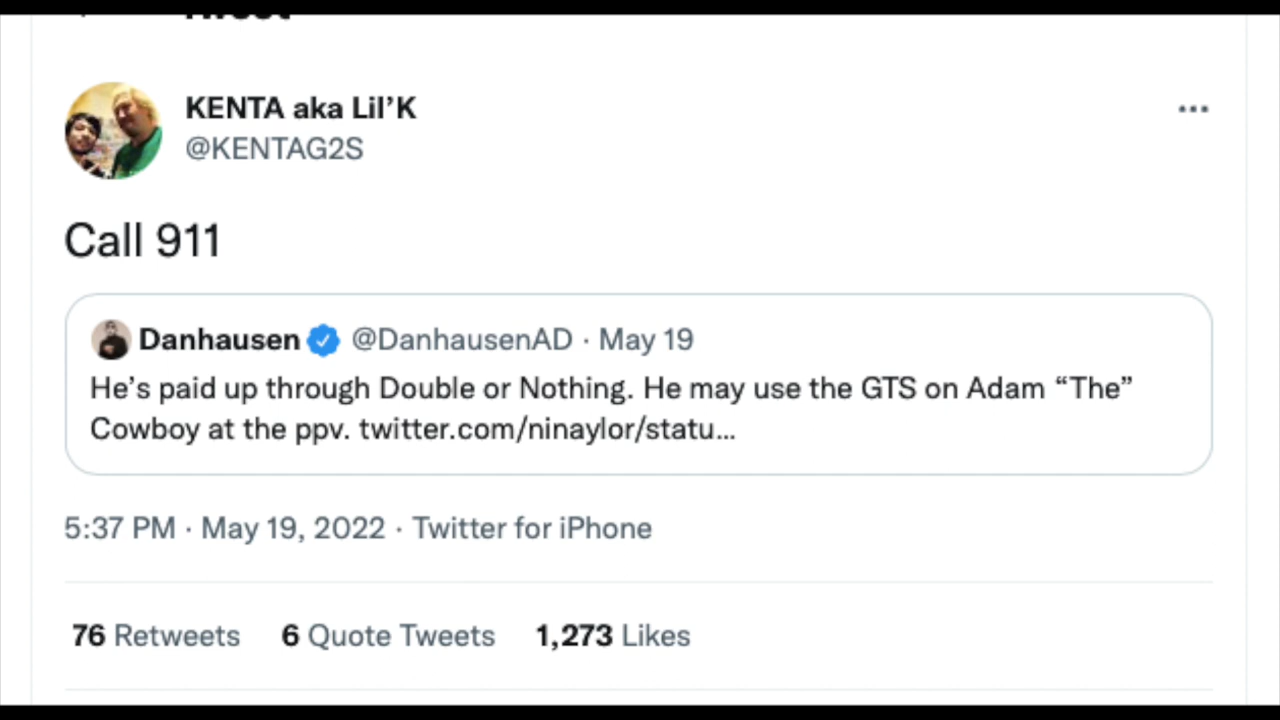 KENTA aka Lil’K
@KENTAG2S
Call 911
Danhausen @DanhausenAD · May 19
He’s paid up through Double or Nothing. He may use the GTS on Adam “The”
Cowboy at the ppv. twitter.com/ninaylor/statu...
5:37 PM · May 19, 2022 · Twitter for iPhone
76 Retweets 6 Quote Tweets 1,273 Likes